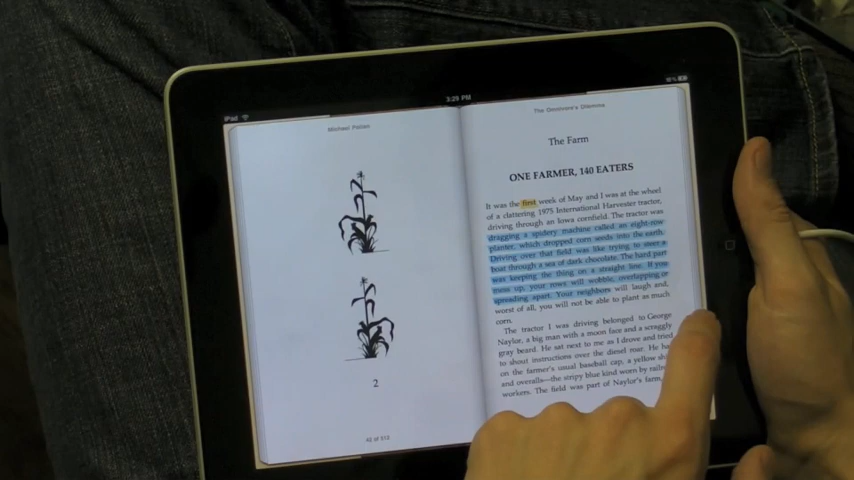 iPad
3:29 PM
Michael Pollan
2
The Omnivore's Dilemma
The Farm
ONE FARMER, 140 EATERS
It was the first week of May and I was at the wheel
of a clattering 1975 International Harvester tractor,
driving through an Iowa cornfield. The tractor was
dragging a spidery machine called an eight-row
planter, which dropped corn seeds into the earth.
Driving over that field was like trying to steer a
boat through a sea of dark chocolate. The hard part
was keeping the thing on a straight line. If you
mess up, your rows will wobble, overlapping or
spreading apart. Your neighbors will laugh and,
worst of all, you will not be able to plant as much
corn.
The tractor I was driving belonged to George
Naylor, a big man with a moon face and a scraggly
gray beard. He sat next to me as I drove and tried
to shout instructions over the diesel roar. He ha
on the farmer's usual baseball cap, a yellow shi
and overalls—the stripy blue kind worn by railr
workers. The field was part of Naylor's farm,